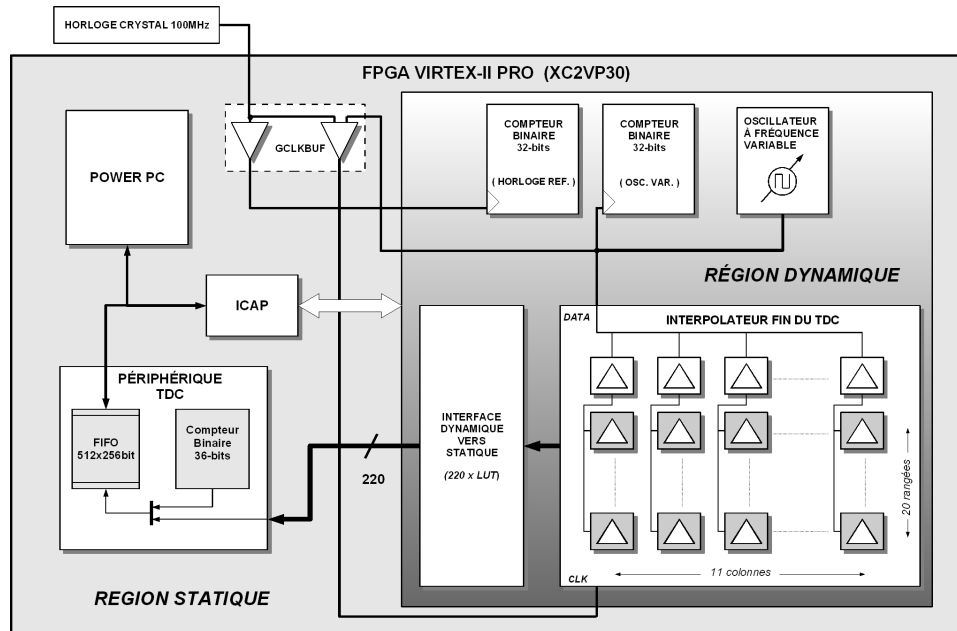 HORLOGE CRYSTAL 100MHz
FPGA VIRTEX-II PRO (XC2VP30)
POWER PC
GCLKBUF
COMPTEUR
BINAIRE
32-bits
( HORLOGE REF. )
COMPTEUR
BINAIRE
32-bits
( OSC. VAR. )
OSCILLATEUR
À FRÉQUENCE
VARIABLE
RÉGION DYNAMIQUE
ICAP
PÉRIPHÉRIQUE
TDC
FIFO
512x256bit
Compteur
Binaire
36-bits
220
INTERFACE
DYNAMIQUE
VERS
STATIQUE
(220 x LUT)
DATA
INTERPOLATEUR FIN DU TDC
20 rangées
11 colonnes
CLK
REGION STATIQUE